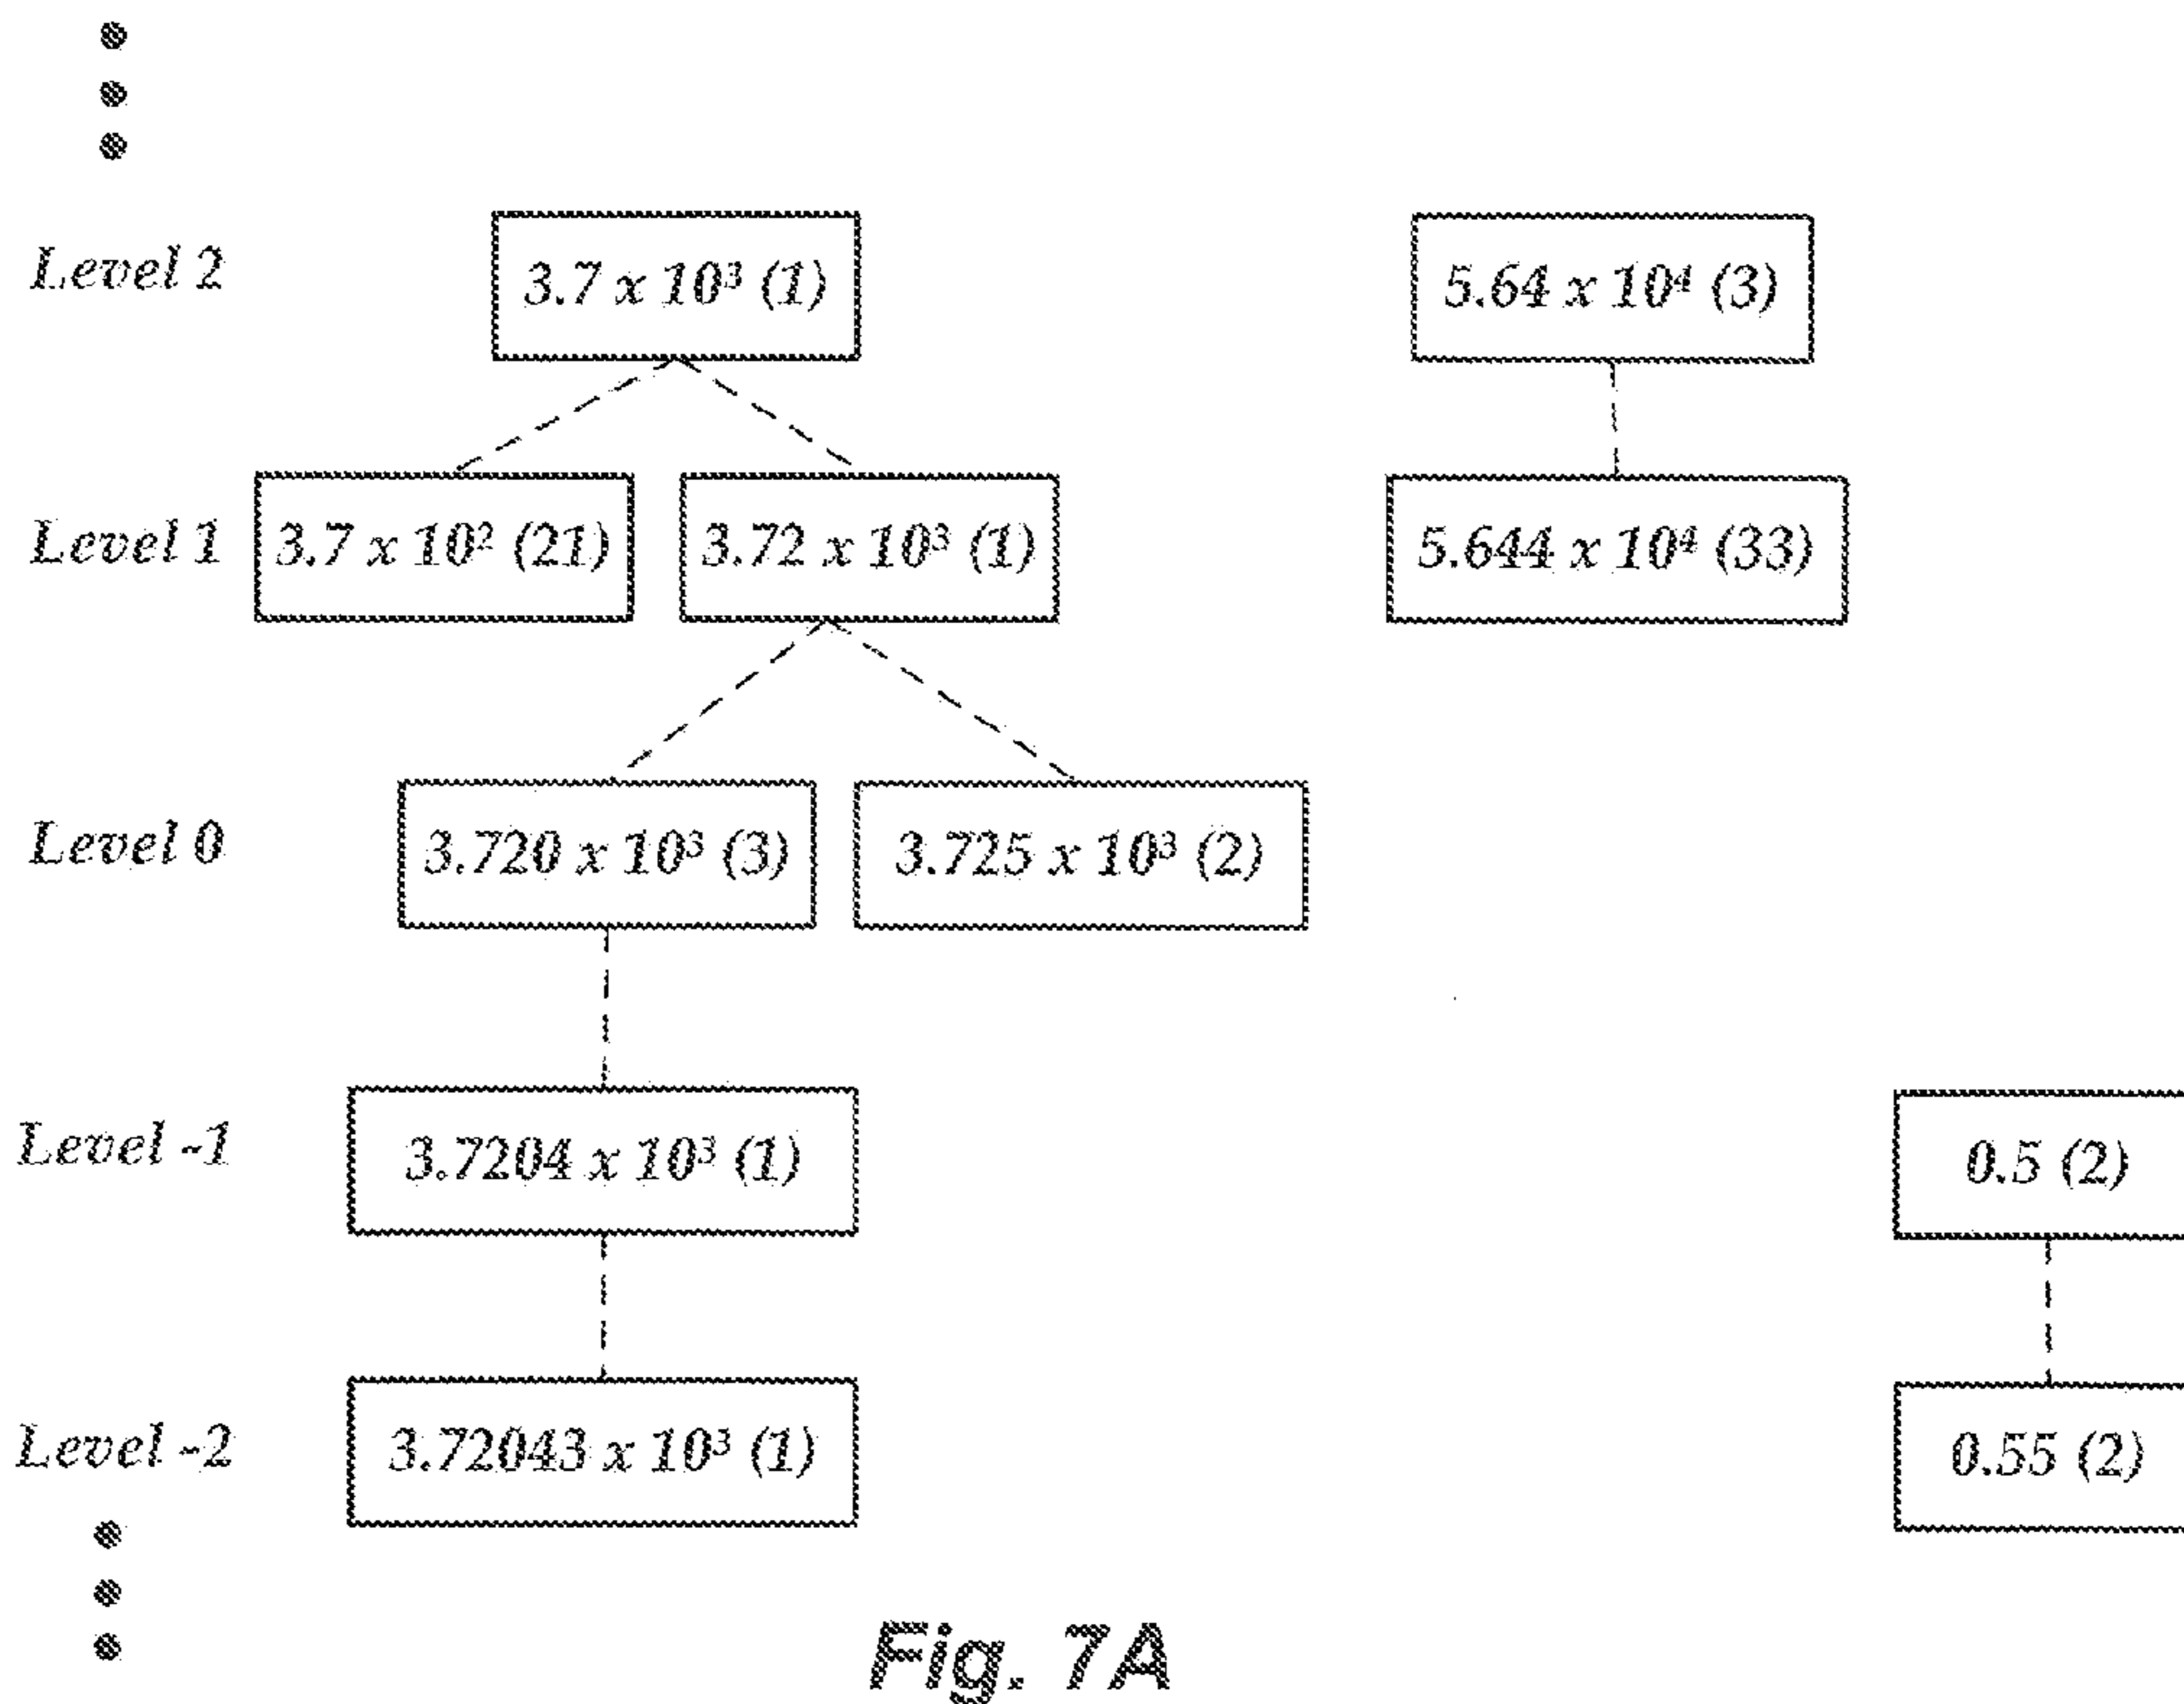 Level 2 3.7 x 10³ (1) 5.64 x 10⁴ (3)
Level 1 3.7 x 10² (21) 3.72 x 10³ (1) 5.644 x 10⁴ (33)
Level 0 3.720 x 10³ (3) 3.725 x 10³ (2)
Level -1 3.7204 x 10³ (1) 0.5 (2)
Level -2 3.72043 x 10³ (1) 0.55 (2)
Fig. 7A